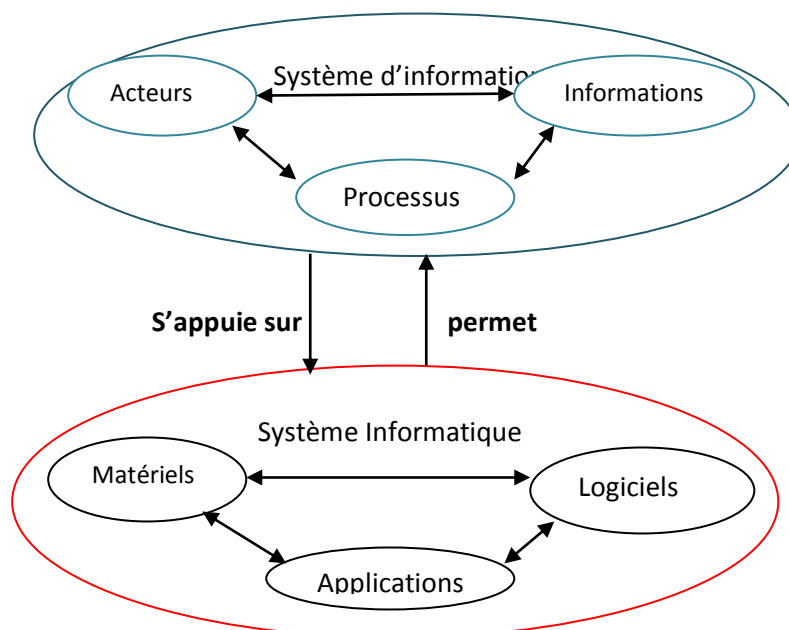 Système d'informatio
Acteurs
Informations
Processus
S'appuie sur
permet
Système Informatique
Matériels
Logiciels
Applications